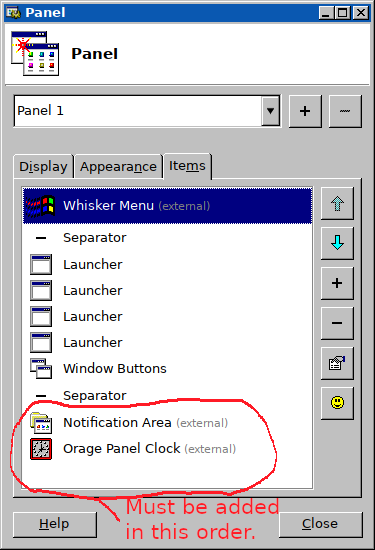 Panel
Panel
Panel 1
Display Appearance Items
Whisker Menu (external)
Separator
Launcher
Launcher
Launcher
Launcher
Window Buttons
Separator
Notification Area (external)
Orage Panel Clock (external)
Must be added
in this order.
Help Close